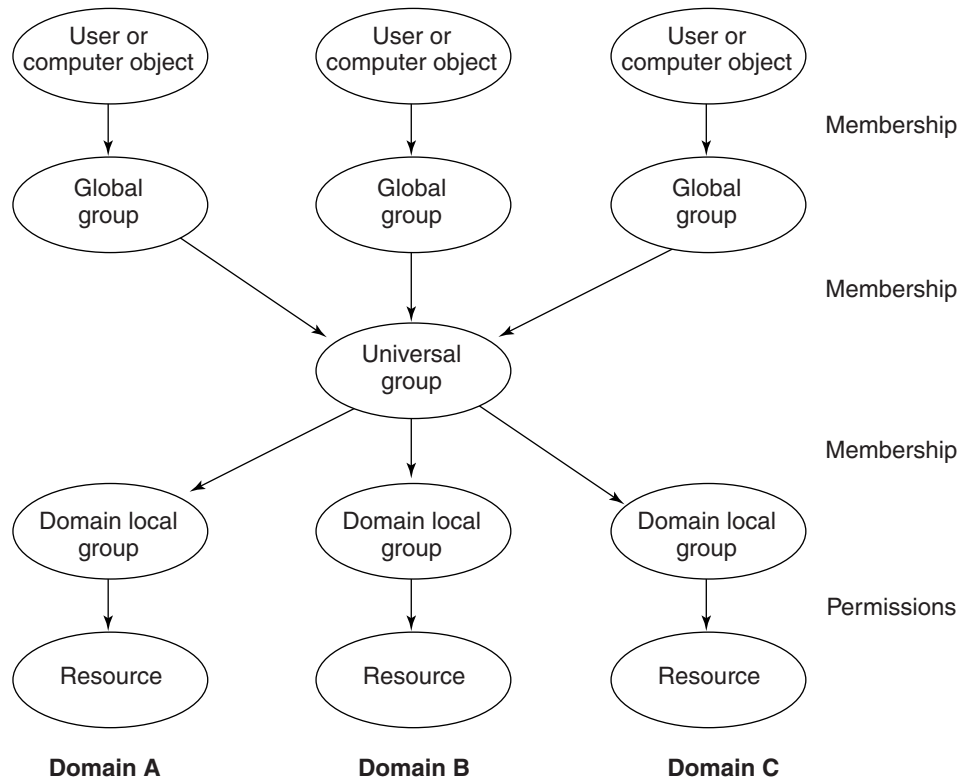 User or
computer object
User or
computer object
User or
computer object
Membership
Global
group
Global
group
Global
group
Membership
Universal
group
Membership
Domain local
group
Domain local
group
Domain local
group
Permissions
Resource
Resource
Resource
Domain A
Domain B
Domain C